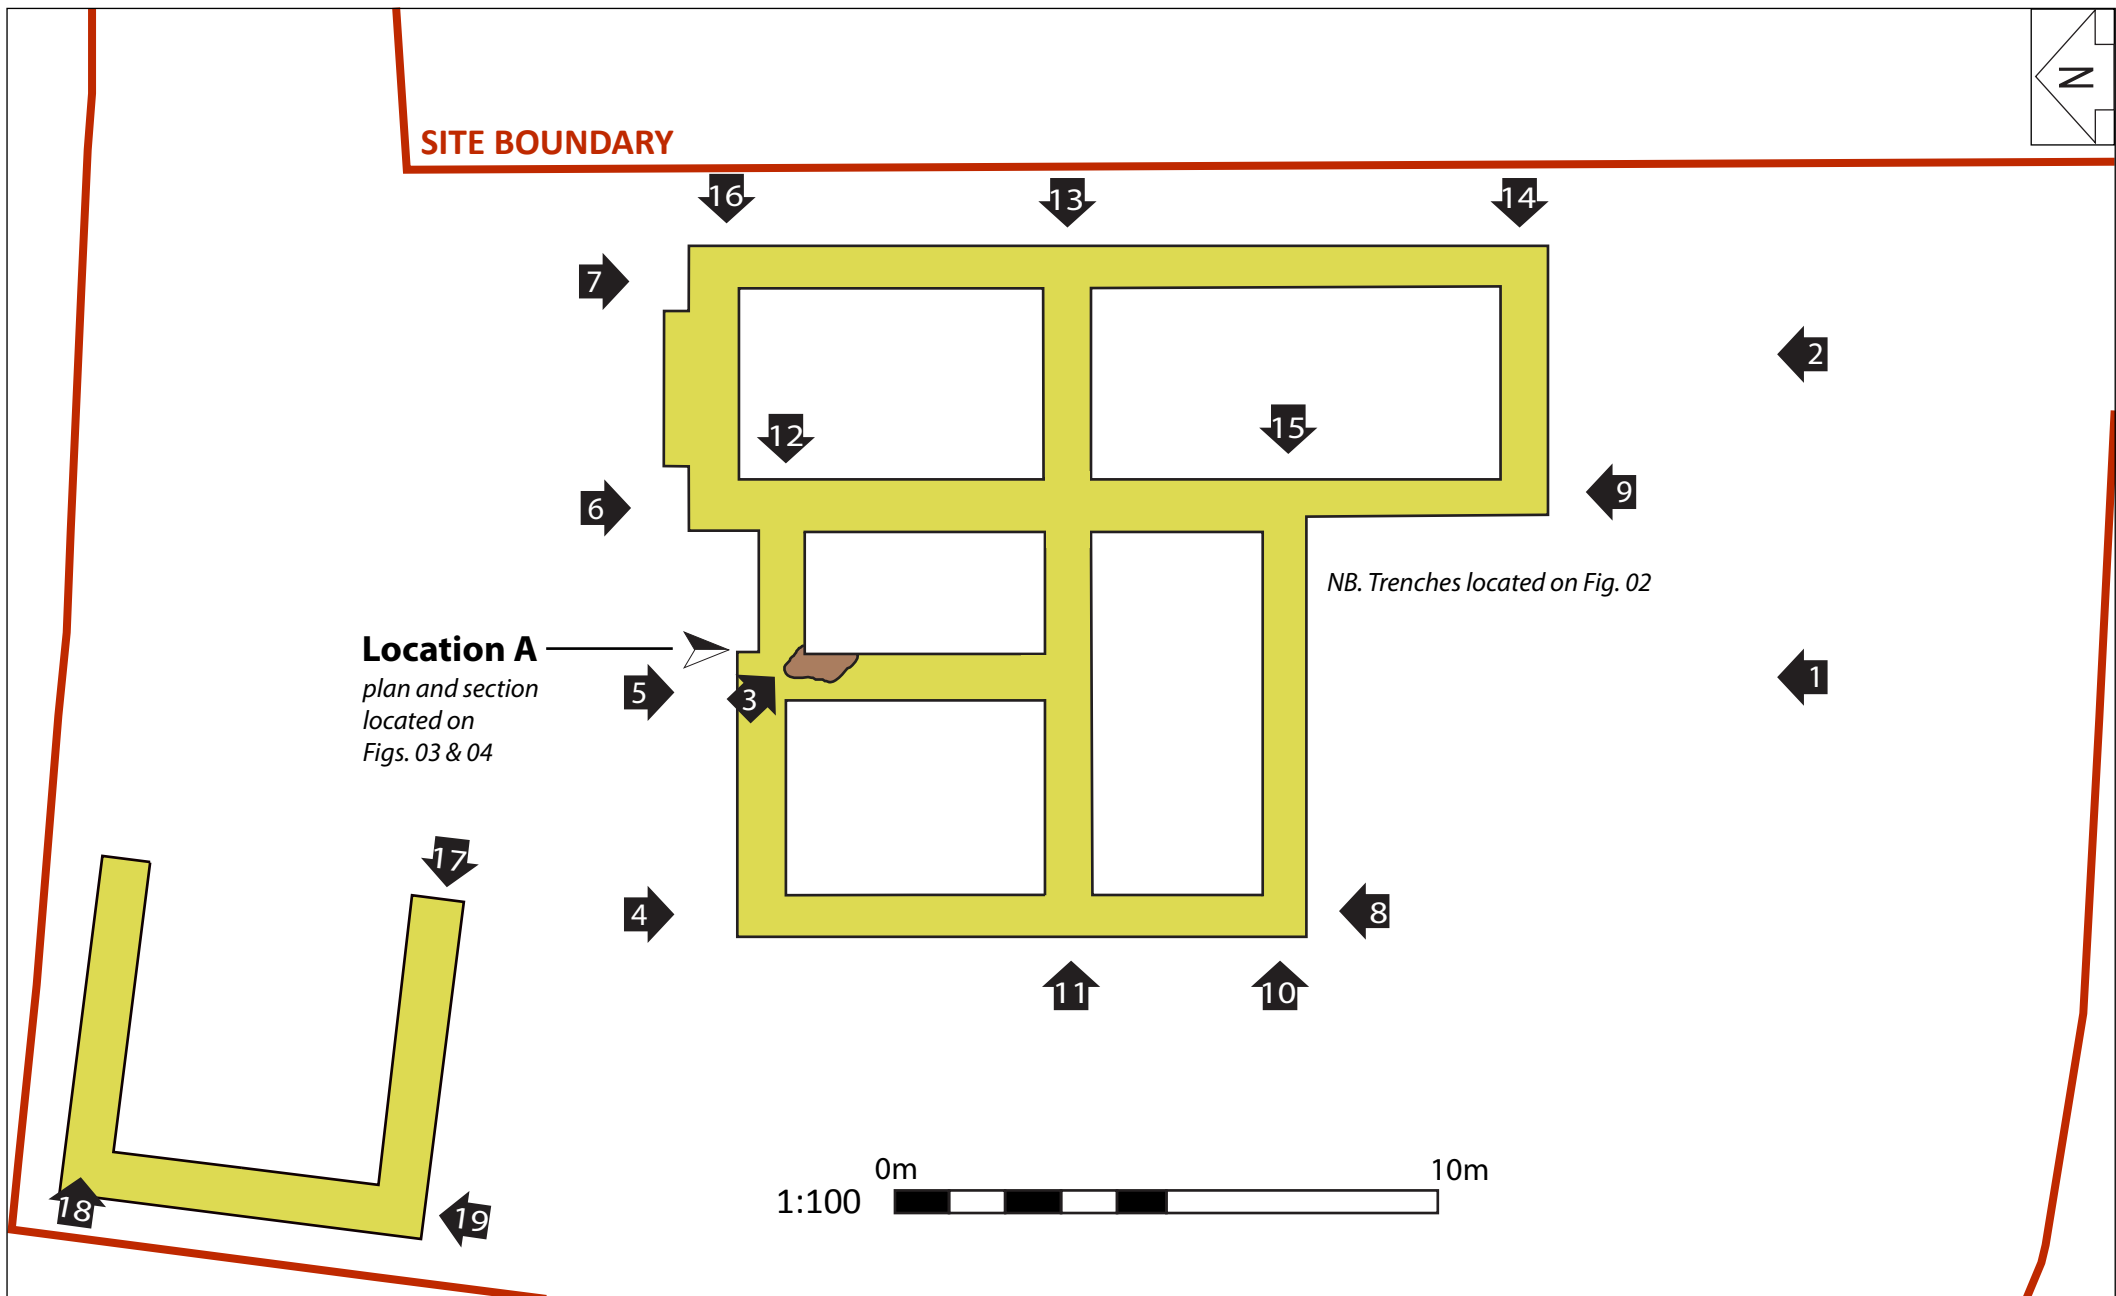 N
SITE BOUNDARY
16
13
14
7
2
12
15
9
6
NB. Trenches located on Fig. 02
Location A
plan and section
located on
Figs. 03 & 04
5
3
1
17
4
8
11
10
0m
10m
1:100
18
19